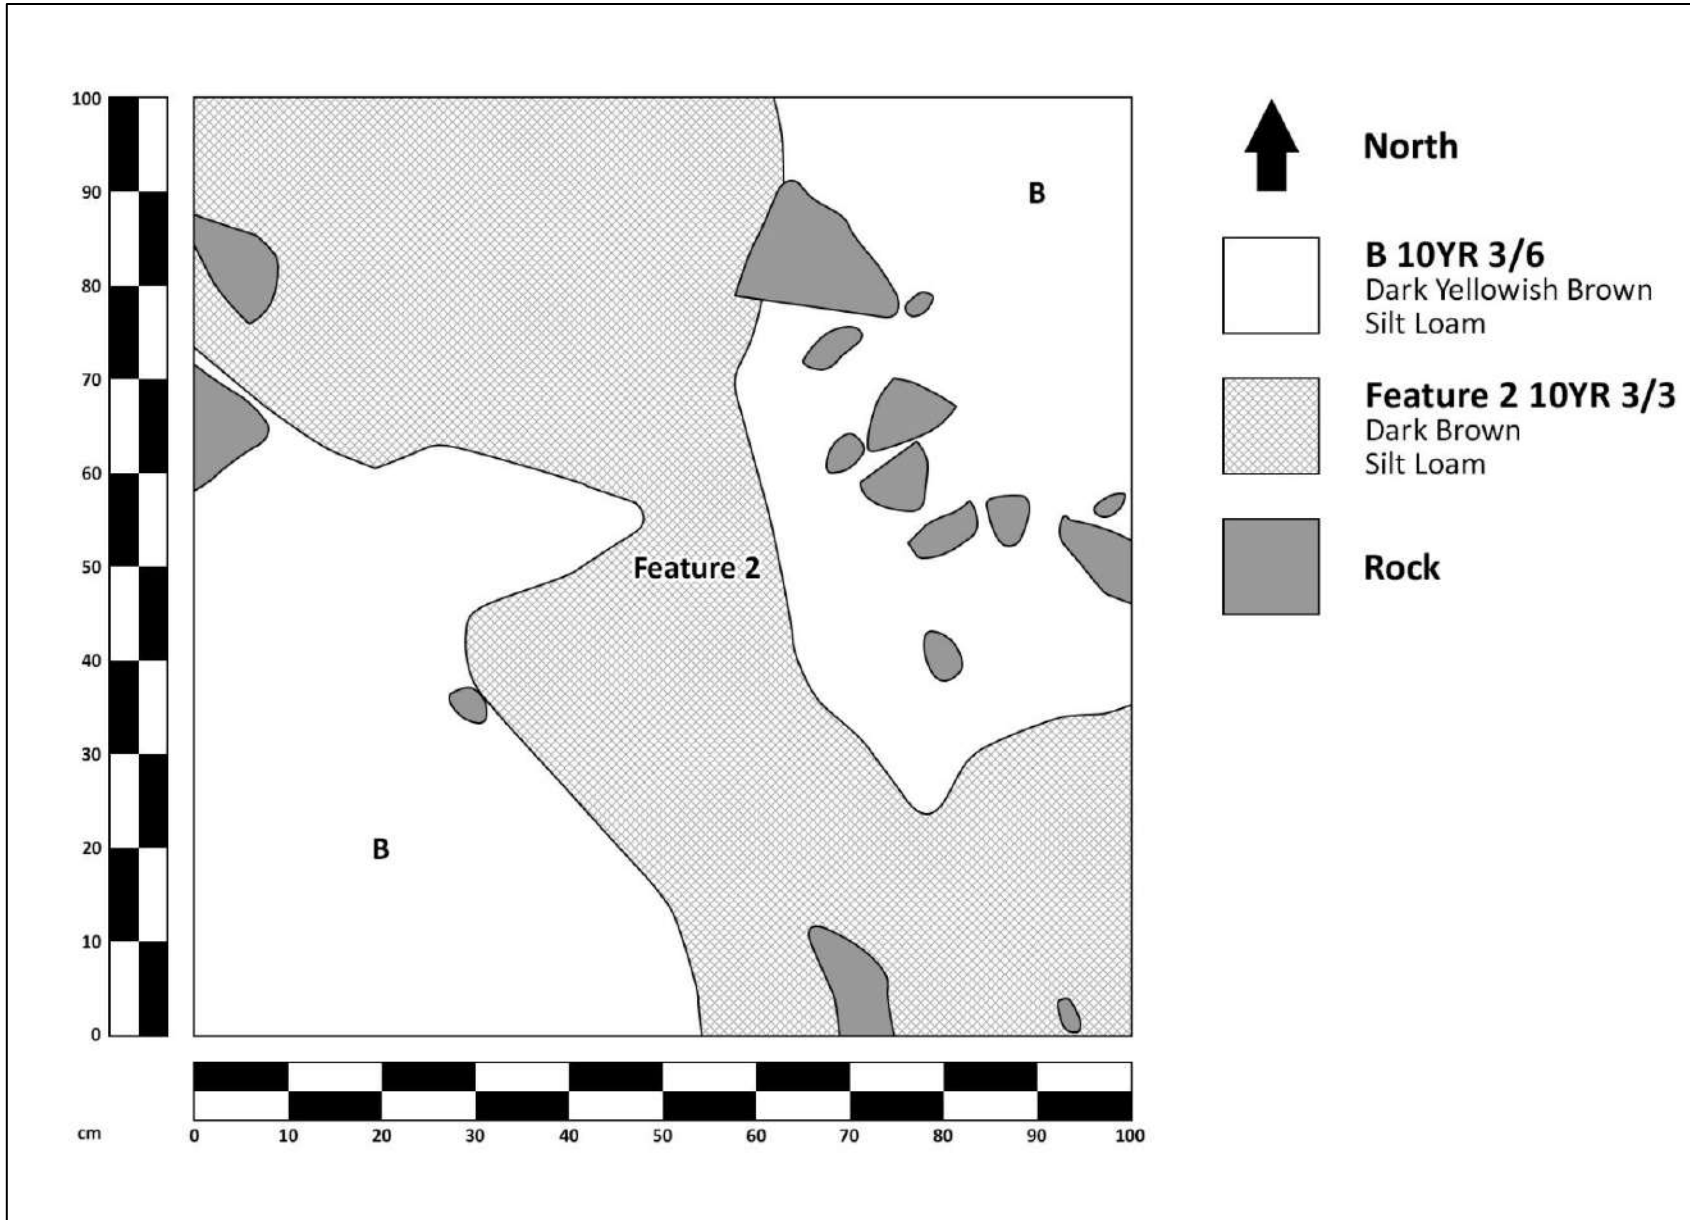 100
90
80
70
60
50
40
30
20
10
0
B
Feature 2
B
cm
0 10 20 30 40 50 60 70 80 90 100
North
B 10YR 3/6
Dark Yellowish Brown
Silt Loam
Feature 2 10YR 3/3
Dark Brown
Silt Loam
Rock